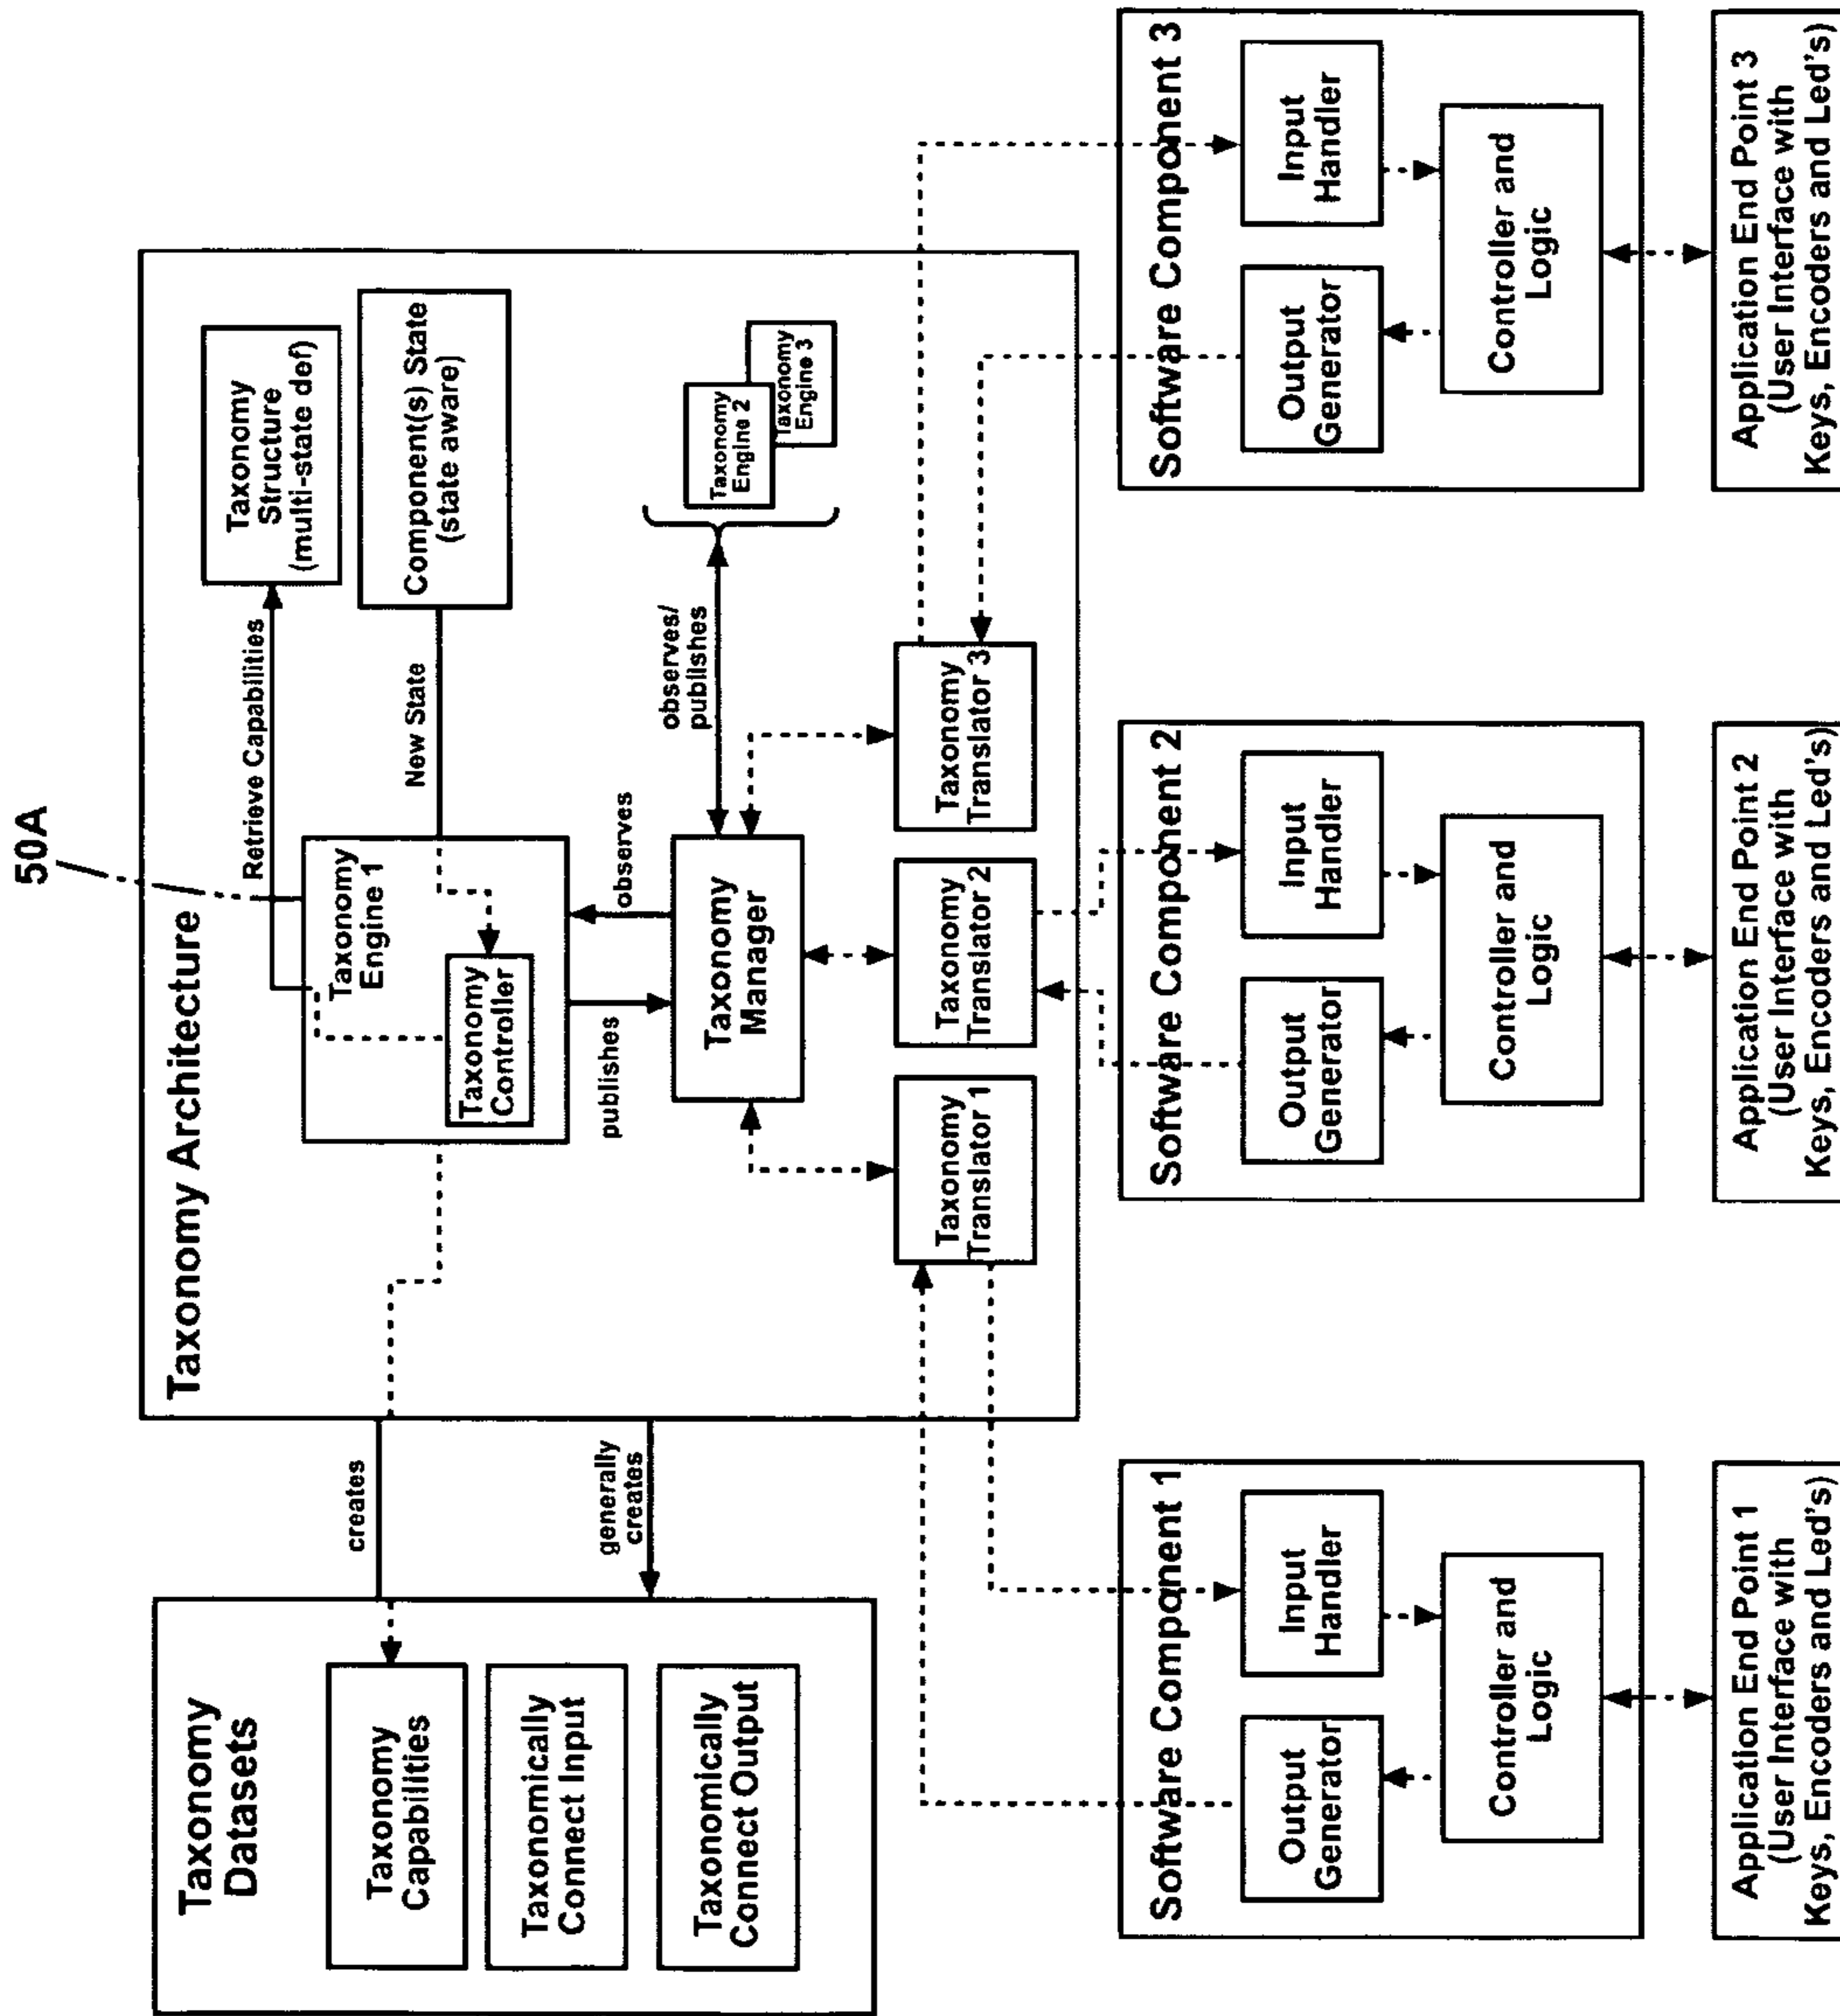 50A
Taxonomy
Datasets
Taxonomy
Capabilities
Taxonomically
Connect Input
Taxonomically
Connect Output
creates
generally
creates
Taxonomy Architecture
Taxonomy
Engine 1
Taxonomy
Controller
Retrieve Capabilities
New State
Taxonomy
Structure
(multi-state def)
Component(s) State
(state aware)
publishes
observes
Taxonomy
Manager
observes/
publishes
Taxonomy
Engine 2
Taxonomy
Engine 3
Taxonomy
Translator 1
Taxonomy
Translator 2
Taxonomy
Translator 3
Software Component 1
Output
Generator
Input
Handler
Controller and
Logic
Application End Point 1
(User Interface with
Keys, Encoders and Led's)
Software Component 2
Output
Generator
Input
Handler
Controller and
Logic
Application End Point 2
(User Interface with
Keys, Encoders and Led's)
Software Component 3
Output
Generator
Input
Handler
Controller and
Logic
Application End Point 3
(User Interface with
Keys, Encoders and Led's)